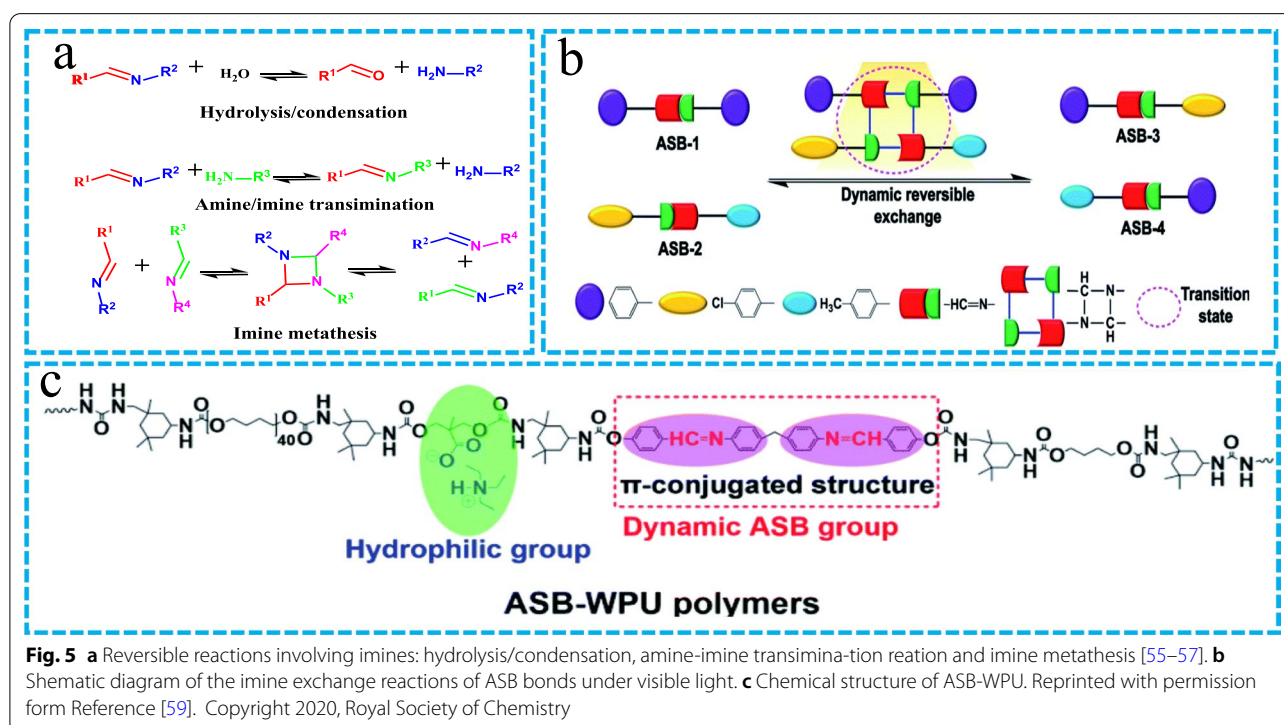 a
R¹ N R² + H₂O ⇌ R¹ O + H₂N—R²
Hydrolysis/condensation
R¹ N R² + H₂N—R³ ⇌ R¹ N R³ + H₂N—R²
Amine/imine transimination
R¹ N R² + R³ N R⁴ ⇌ R² N R⁴ R¹ N R³ ⇌ R² N R⁴ + R¹ N R²
Imine metathesis
b
ASB-1
ASB-2
Dynamic reversible
exchange
ASB-3
ASB-4
Cl
H₃C
-HC=N-
C N
N C
H
H
Transition
state
c
H N H N O N H O O 40 O O H N N H O O O O O H N N H O O HC=N N=CH O O H N N H O O O O H N N H O H N
O ⊖
H-N
⊕
π-conjugated structure
Dynamic ASB group
Hydrophilic group
ASB-WPU polymers
Fig. 5 a Reversible reactions involving imines: hydrolysis/condensation, amine-imine transimina-tion reation and imine metathesis [55–57]. b
Shematic diagram of the imine exchange reactions of ASB bonds under visible light. c Chemical structure of ASB-WPU. Reprinted with permission
form Reference [59]. Copyright 2020, Royal Society of Chemistry